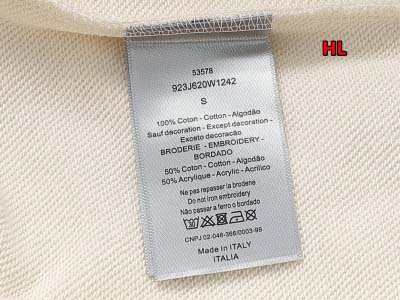 HL
53578
923J620W1242
S
100% Coton - Cotton - Algodão
Sauf decoration - Except decoration -
Exceto decoracão
BRODERIE - EMBROIDERY -
BORDADO
50% Coton - Cotton - Algodão
50% Acrylique - Acrylic - Acrílico
Ne pas repasser la broderie
Do not iron embroidery
Não passar a ferro o bordado
CNPJ 02-046-366/0003-99
Made in ITALY
ITALIA